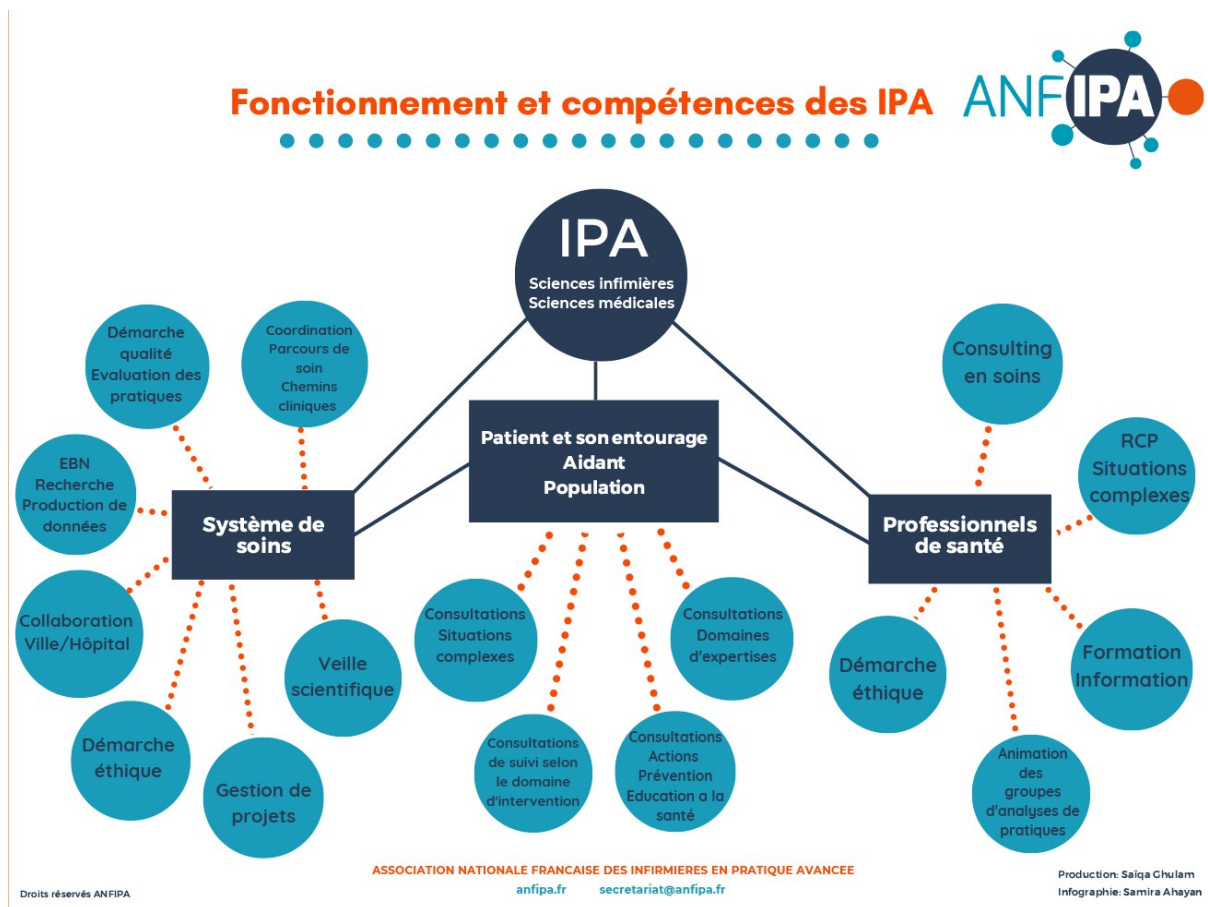 Fonctionnement et compétences des IPA
ANFIPA
IPA
Sciences infimières
Sciences médicales
Démarche
qualité
Evaluation des
pratiques
Coordination
Parcours de
soin
Chemins
cliniques
EBN
Recherche
Production de
données
Système de
soins
Collaboration
Ville/Hôpital
Veille
scientifique
Démarche
éthique
Gestion de
projets
Patient et son entourage
Aidant
Population
Consultations
Situations
complexes
Consultations
Domaines
d'expertises
Consultations
de suivi selon
le domaine
d'intervention
Consultations
Actions
Prévention
Education a la
santé
Consulting
en soins
RCP
Situations
complexes
Professionnels
de santé
Démarche
éthique
Formation
Information
Animation
des
groupes
d'analyses de
pratiques
ASSOCIATION NATIONALE FRANCAISE DES INFIRMIERES EN PRATIQUE AVANCEE
anfipa.fr secretariat@anfipa.fr
Droits réservés ANFIPA
Production: Saïqa Ghulam
Infographie: Samira Ahayan